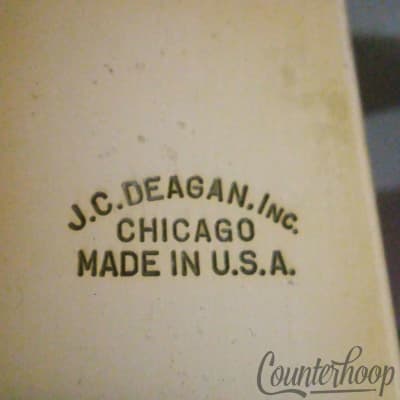 J.C. DEAGAN, INC.
CHICAGO
MADE IN U.S.A.
Counterhoop